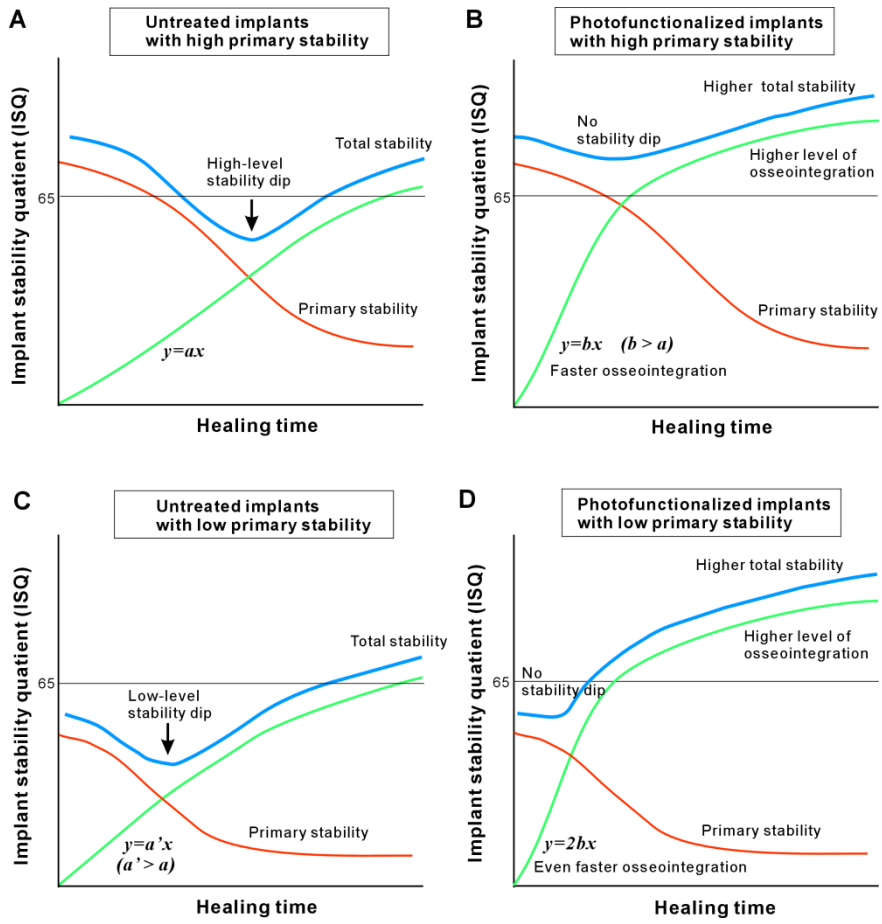 A
Untreated implants
with high primary stability
Implant stability quatient (ISQ)
65
High-level
stability dip
Total stability
Primary stability
y=ax
Healing time
B
Photofunctionalized implants
with high primary stability
Implant stability quatient (ISQ)
65
No
stability dip
Higher total stability
Higher level of
osseointegration
Primary stability
y=bx (b > a)
Faster osseointegration
Healing time
C
Untreated implants
with low primary stability
Implant stability quatient (ISQ)
65
Low-level
stability dip
Total stability
Primary stability
y=a'x
(a' > a)
Healing time
D
Photofunctionalized implants
with low primary stability
Implant stability quatient (ISQ)
65
No
stability dip
Higher total stability
Higher level of
osseointegration
Primary stability
y=2bx
Even faster osseointegration
Healing time